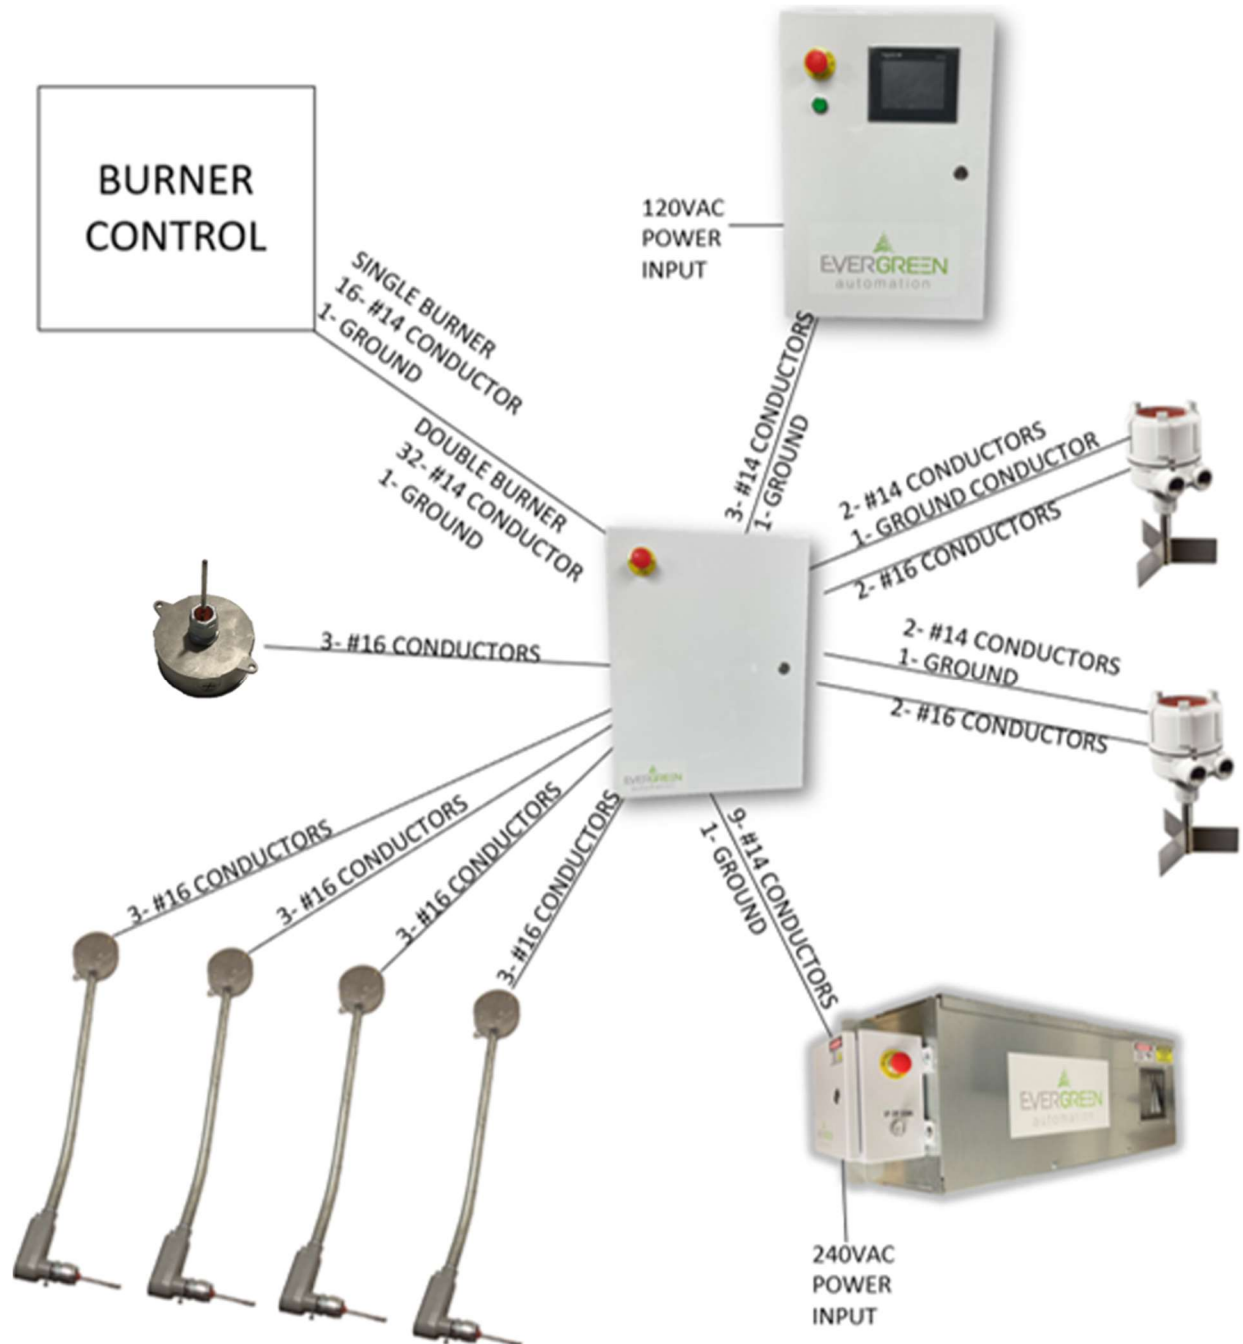 BURNER
CONTROL
120VAC
POWER
INPUT
EVERGREEN
automation
SINGLE BURNER
16- #14 CONDUCTOR
1- GROUND
DOUBLE BURNER
32- #14 CONDUCTOR
1- GROUND
3- #14 CONDUCTORS
1- GROUND
2- #14 CONDUCTORS
1- GROUND CONDUCTOR
2- #16 CONDUCTORS
3- #16 CONDUCTORS
2- #14 CONDUCTORS
1- GROUND
2- #16 CONDUCTORS
EVERGREEN
automation
3- #16 CONDUCTORS
3- #16 CONDUCTORS
3- #16 CONDUCTORS
3- #16 CONDUCTORS
9- #14 CONDUCTORS
1- GROUND
EVERGREEN
automation
240VAC
POWER
INPUT